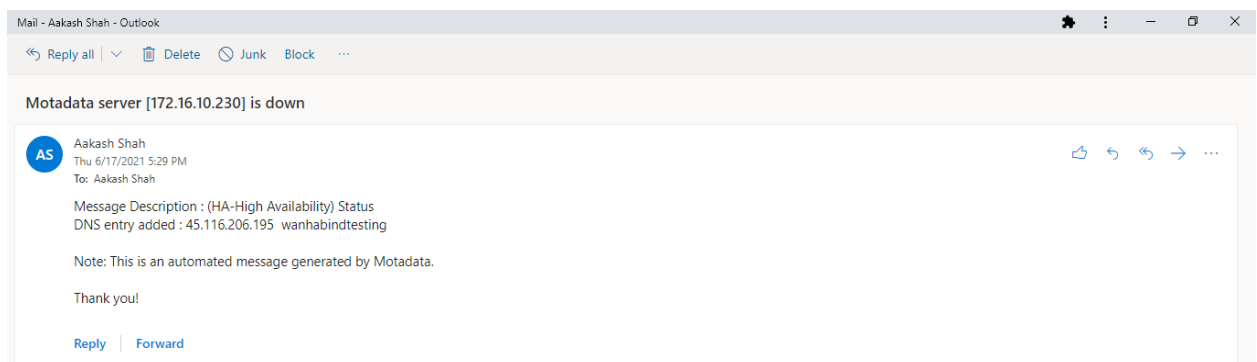 Mail - Aakash Shah - Outlook
Reply all Delete Junk Block ...
Motadata server [172.16.10.230] is down
AS
Aakash Shah
Thu 6/17/2021 5:29 PM
To: Aakash Shah
Message Description : (HA-High Availability) Status
DNS entry added : 45.116.206.195 wanhabindtesting
Note: This is an automated message generated by Motadata.
Thank you!
Reply Forward